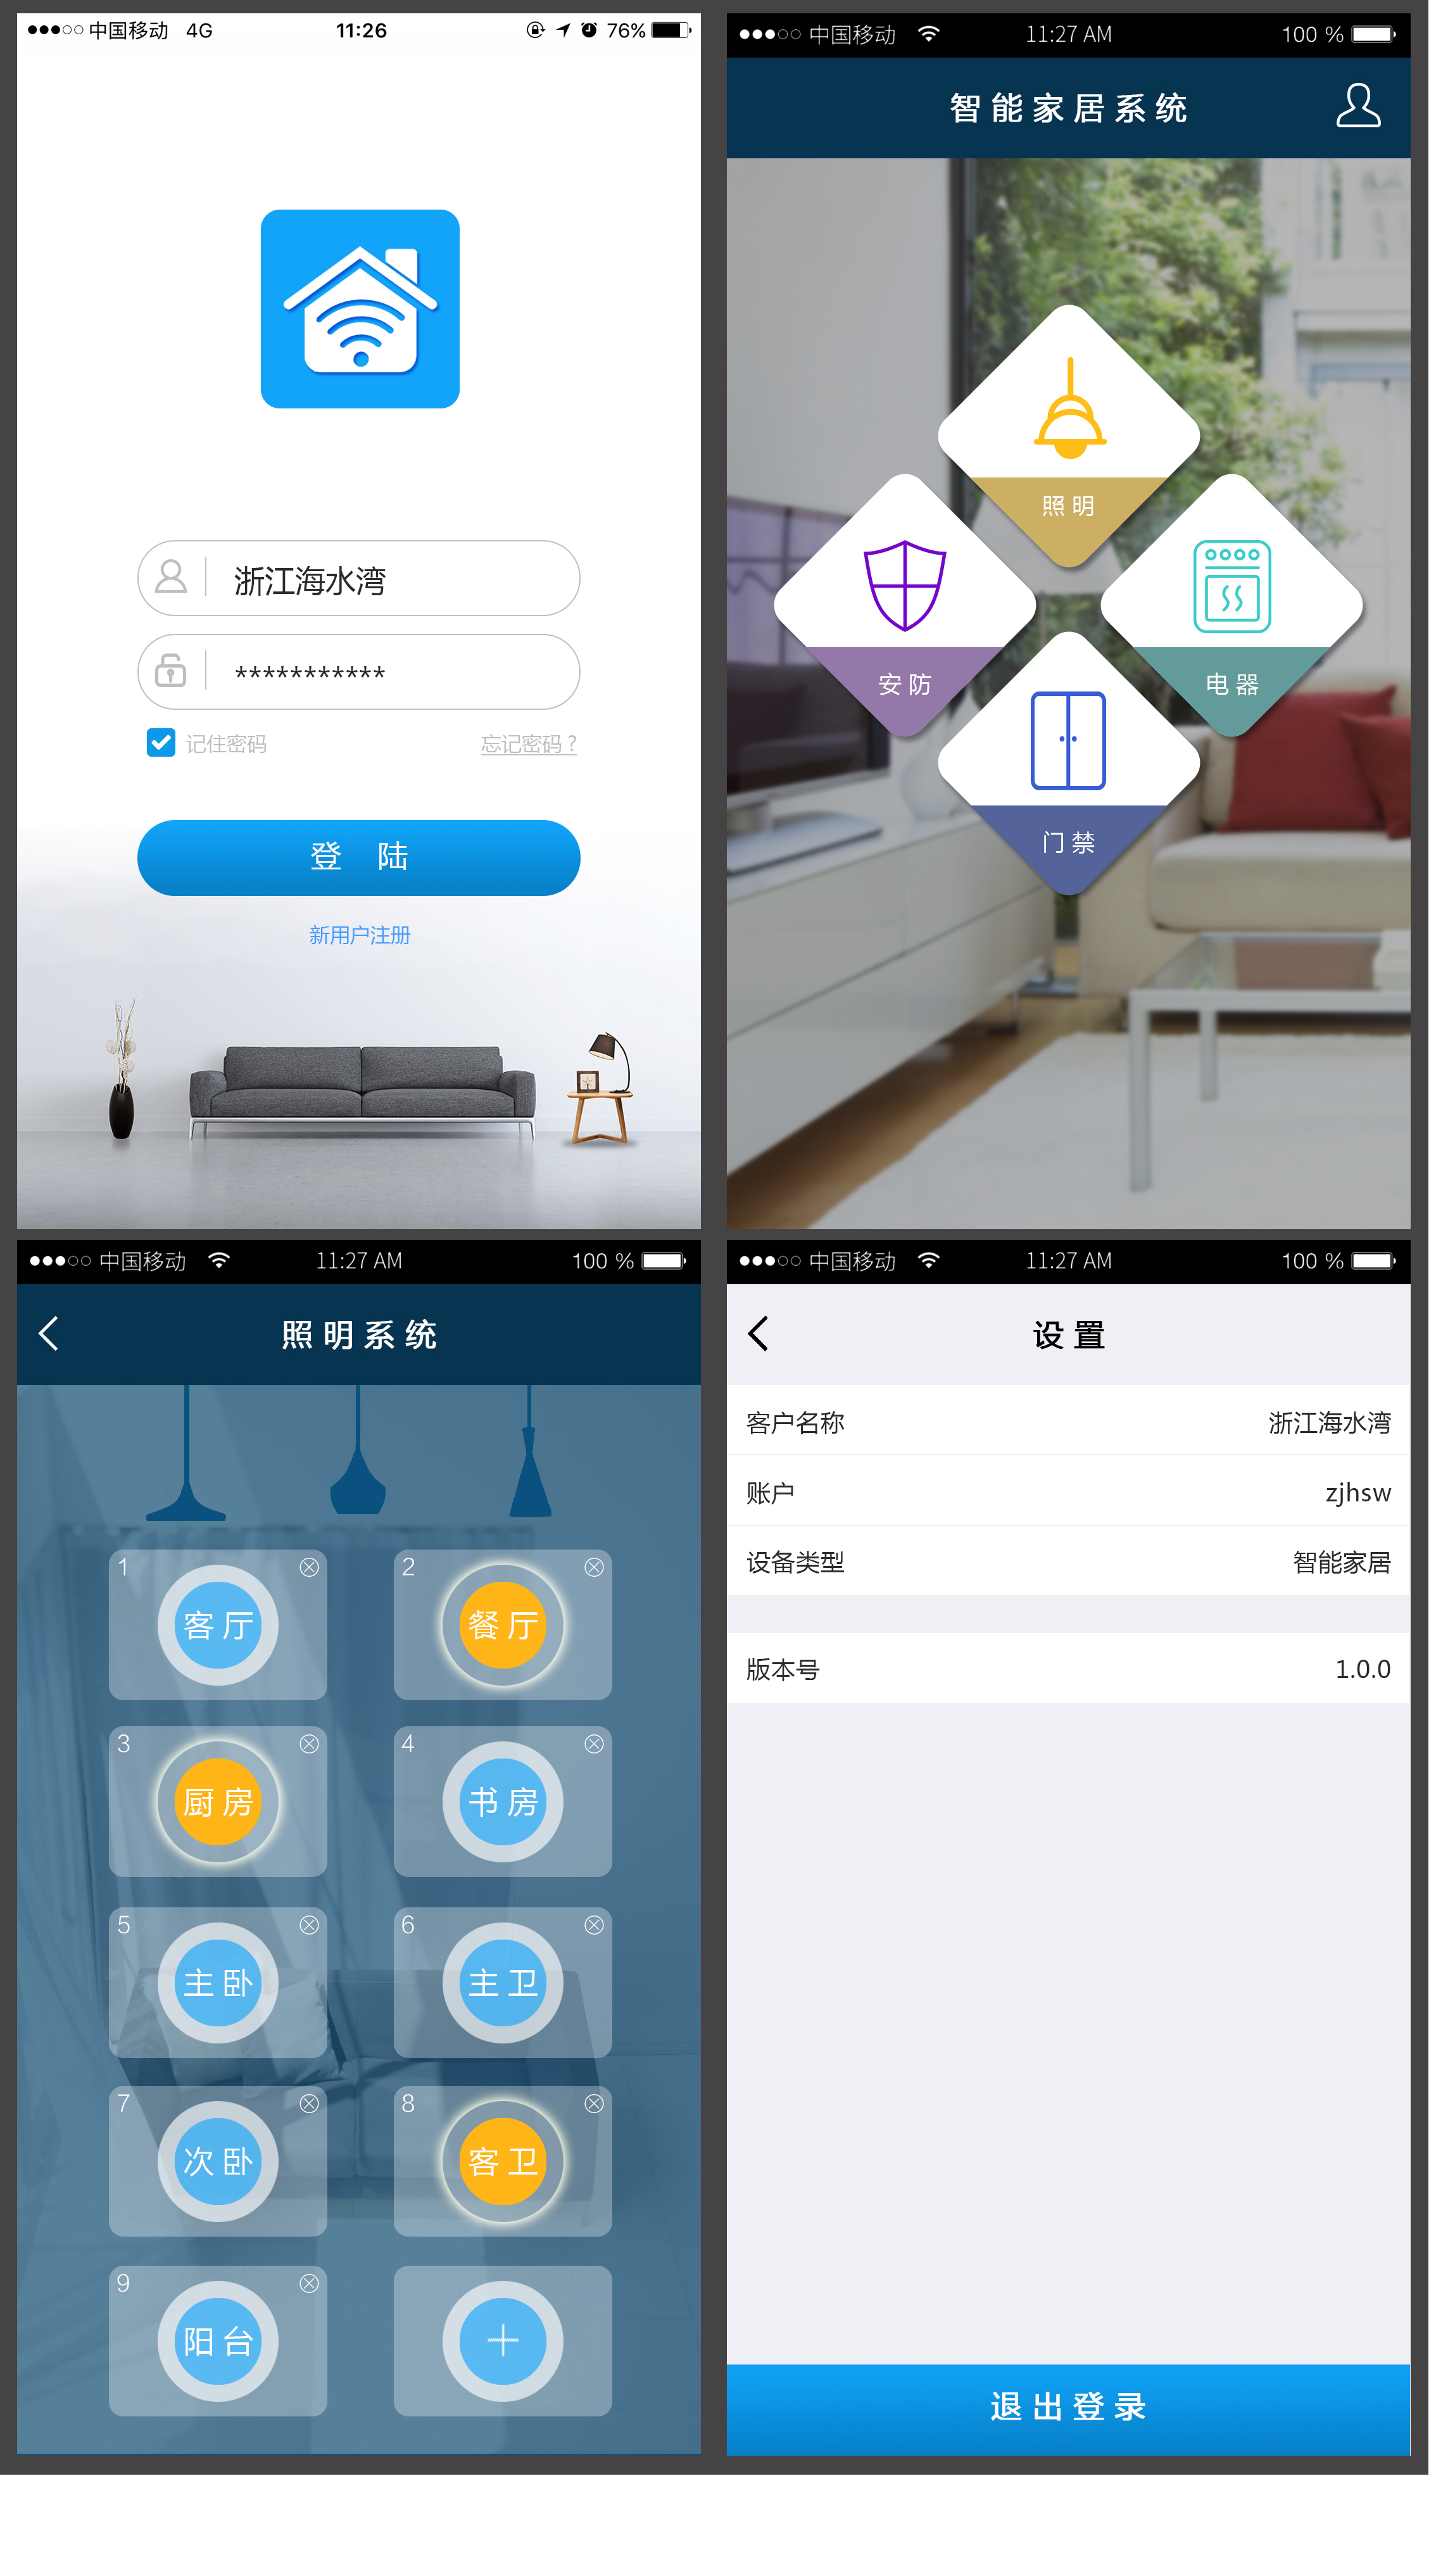 中国移动 4G 11:26 76%
浙江海水湾
***********
记住密码 忘记密码？
登 陆
新用户注册
中国移动 11:27 AM 100 %
智能家居系统
照明
安防
电器
门禁
中国移动 11:27 AM 100 %
照明系统
1 客厅
2 餐厅
3 厨房
4 书房
5 主卧
6 主卫
7 次卧
8 客卫
9 阳台
中国移动 11:27 AM 100 %
设置
客户名称 浙江海水湾
账户 zjhsw
设备类型 智能家居
版本号 1.0.0
退出登录